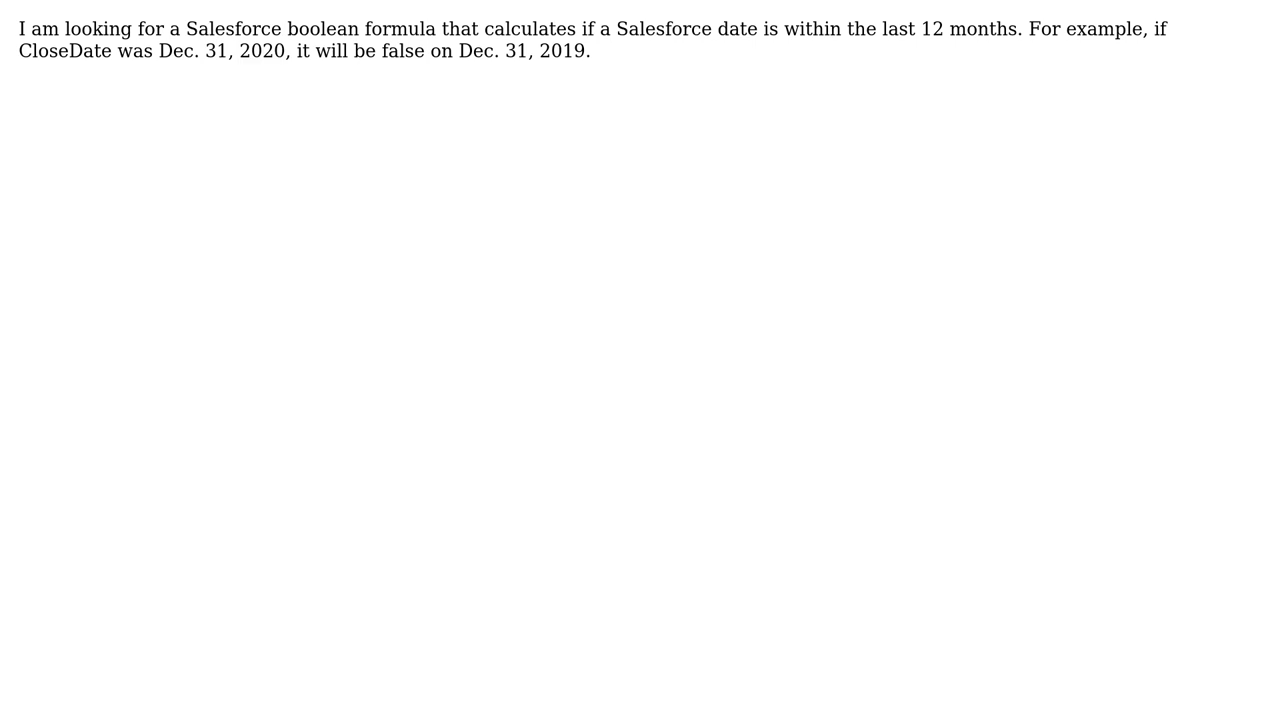 I am looking for a Salesforce boolean formula that calculates if a Salesforce date is within the last 12 months. For example, if
CloseDate was Dec. 31, 2020, it will be false on Dec. 31, 2019.